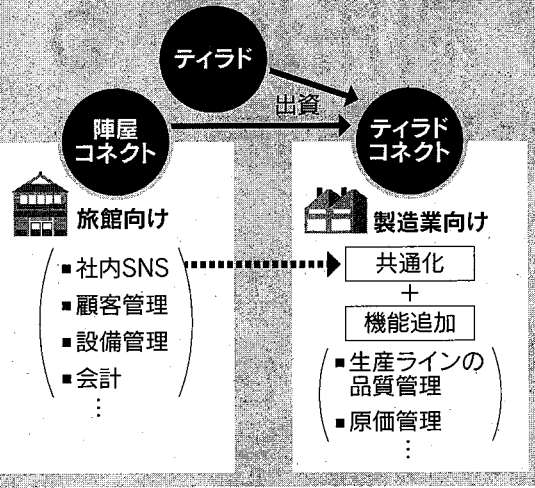 ティラド
出資
陣屋
コネクト
ティラド
コネクト
旅館向け
■社内SNS
■顧客管理
■設備管理
■会計
⋮
製造業向け
共通化
+
機能追加
■生産ラインの
品質管理
■原価管理
⋮